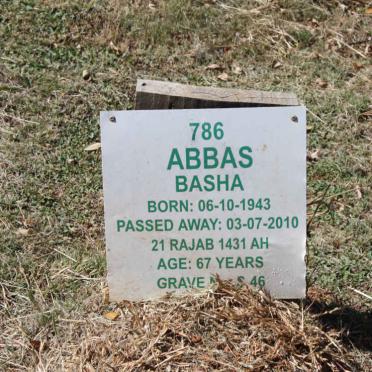 786
ABBAS
BASHA
BORN: 06-10-1943
PASSED AWAY: 03-07-2010
21 RAJAB 1431 AH
AGE: 67 YEARS
GRAVE 46